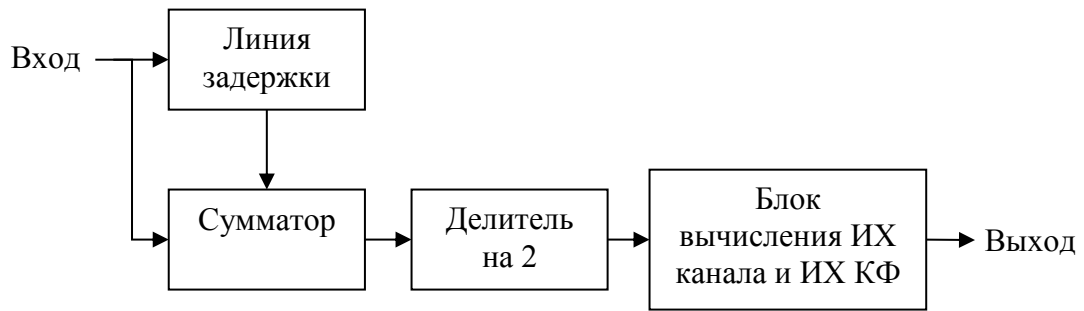 Линия
задержки
Вход
Сумматор
Делитель
на 2
Блок
вычисления ИХ
канала и ИХ КФ
Выход